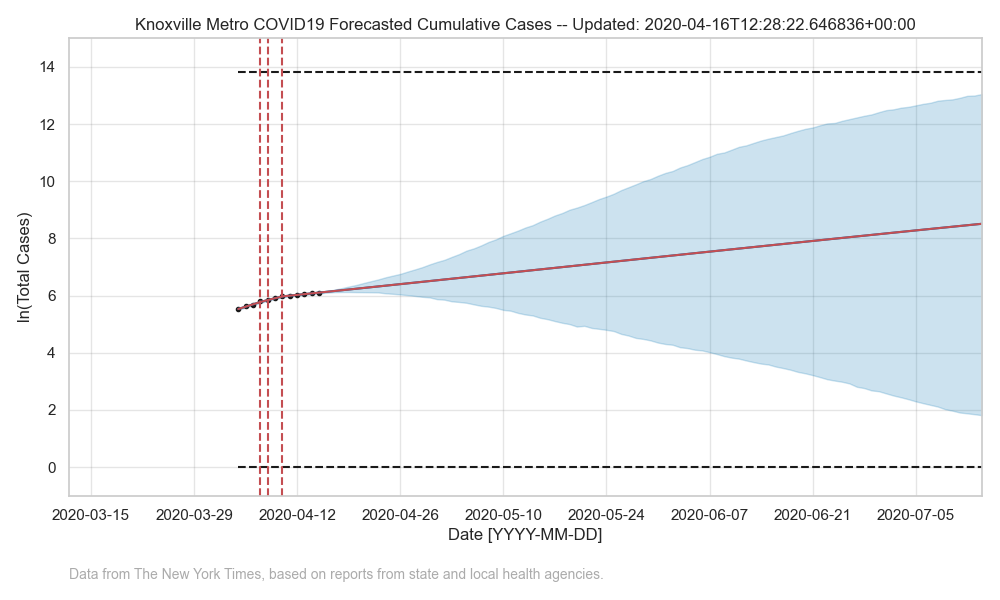 Knoxville Metro COVID19 Forecasted Cumulative Cases -- Updated: 2020-04-16T12:28:22.646836+00:00
ln(Total Cases)
14
12
10
8
6
4
2
0
2020-03-15 2020-03-29 2020-04-12 2020-04-26 2020-05-10 2020-05-24 2020-06-07 2020-06-21 2020-07-05
Date [YYYY-MM-DD]
Data from The New York Times, based on reports from state and local health agencies.